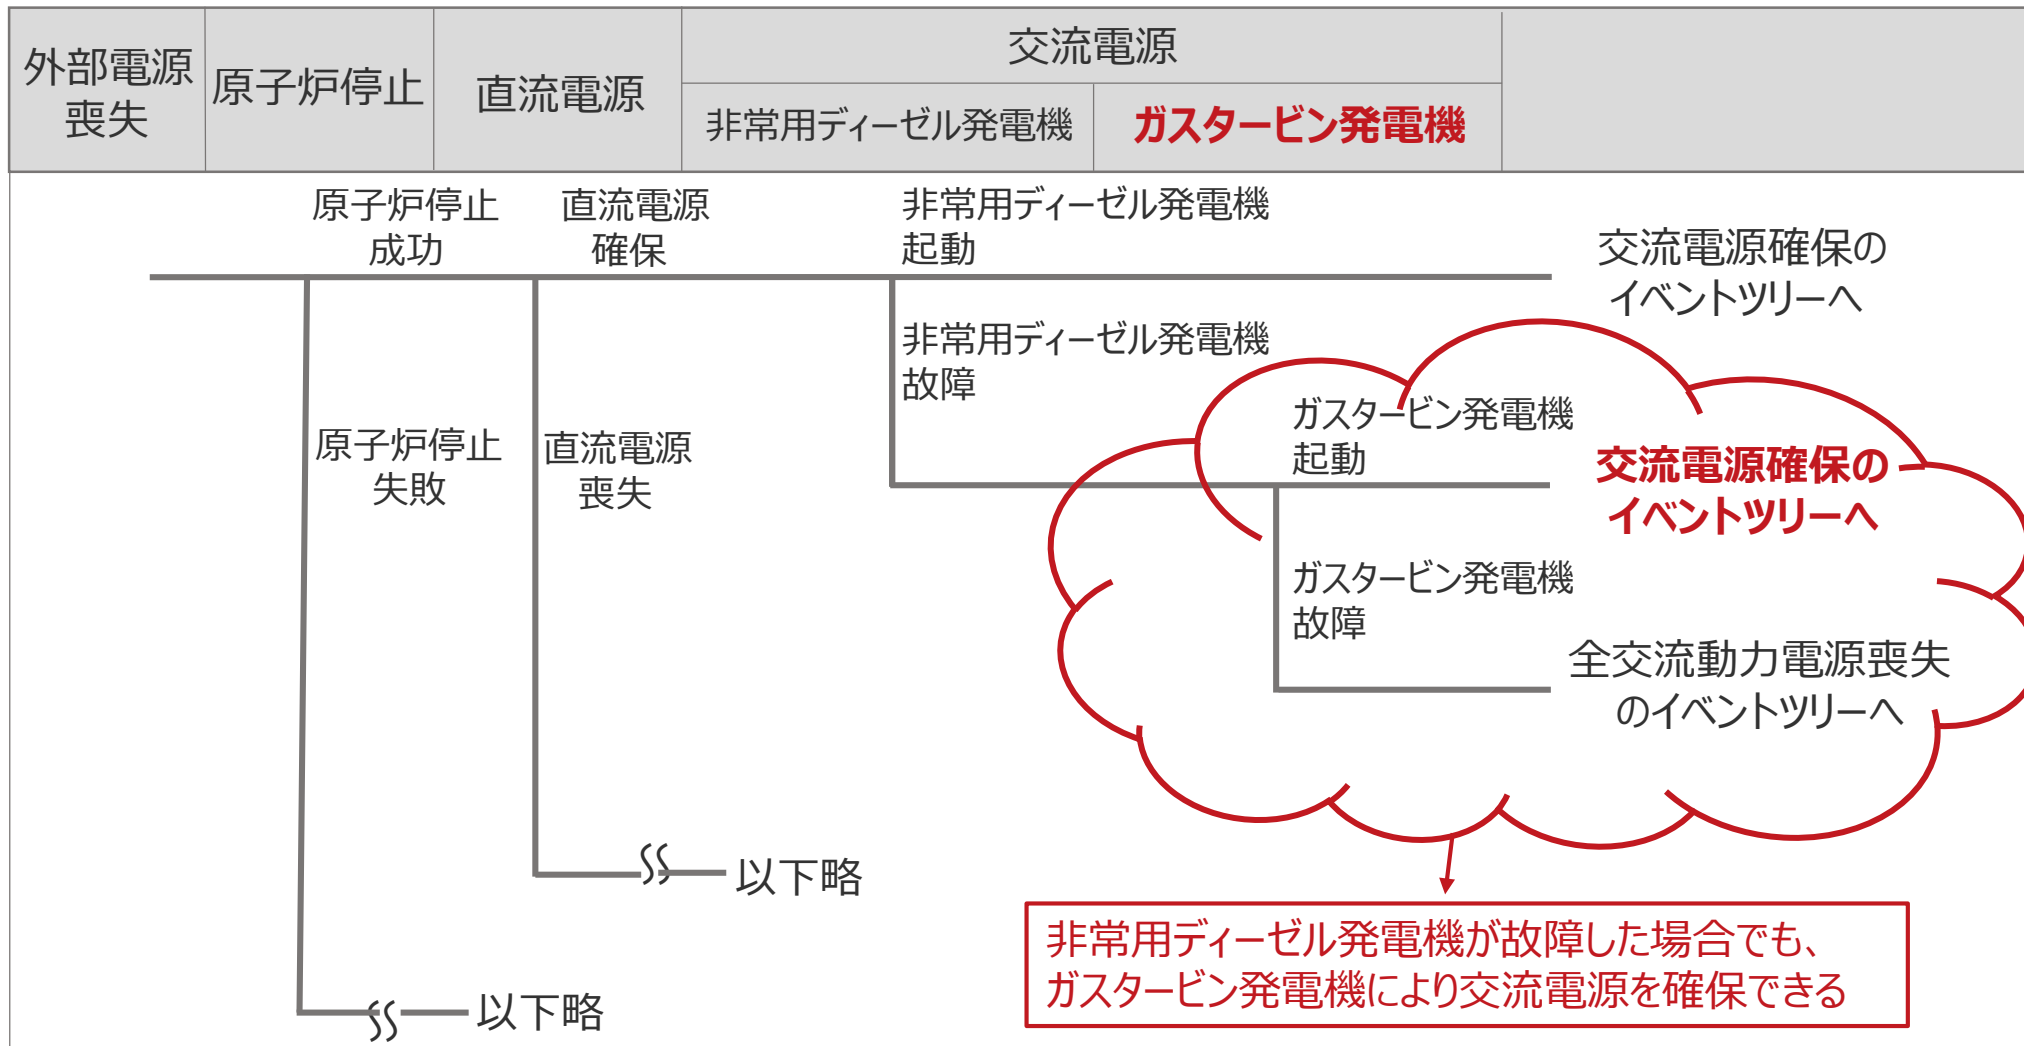 外部電源
喪失
原子炉停止
直流電源
交流電源
非常用ディーゼル発電機
ガスタービン発電機
原子炉停止
成功
直流電源
確保
非常用ディーゼル発電機
起動
交流電源確保の
イベントツリーへ
非常用ディーゼル発電機
故障
ガスタービン発電機
起動
原子炉停止
失敗
直流電源
喪失
交流電源確保の
イベントツリーへ
ガスタービン発電機
故障
全交流動力電源喪失
のイベントツリーへ
以下略
以下略
非常用ディーゼル発電機が故障した場合でも、
ガスタービン発電機により交流電源を確保できる